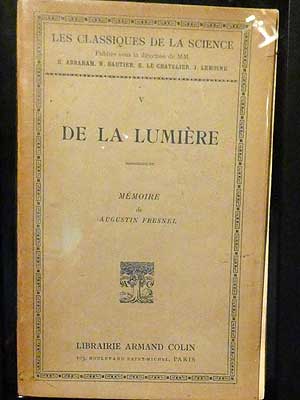 LES CLASSIQUES DE LA SCIENCE
Publiés sous la direction de MM.
H. ABRAHAM, H. GAUTIER, H. LE CHATELIER, J. LEMOINE
V
DE LA LUMIÈRE
MÉMOIRE
de
AUGUSTIN FRESNEL
LIBRAIRIE ARMAND COLIN
103, BOULEVARD SAINT-MICHEL, PARIS